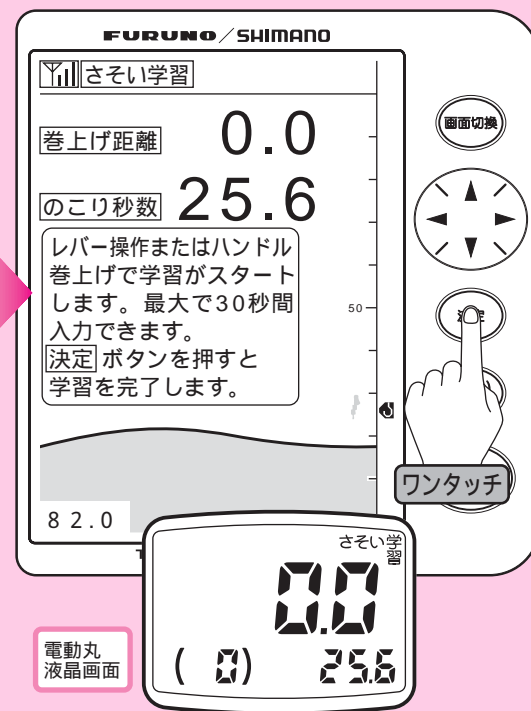 FURUNO/SHIMANO
さそい学習
巻上げ距離 0.0
のこり秒数 25.6
レバー操作またはハンドル
巻上げで学習がスタート
します。最大で30秒間
入力できます。
決定 ボタンを押すと
学習を完了します。
50
82.0
画面切換
ワンタッチ
さそい学習
0.0
( 0) 25.6
電動丸
液晶画面